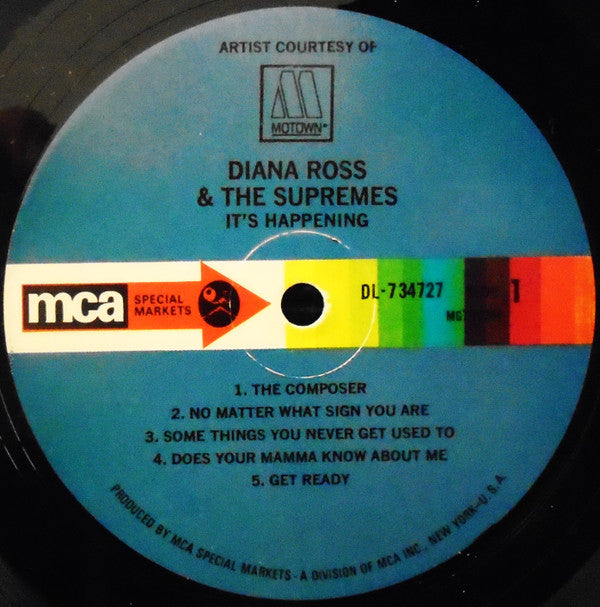 ARTIST COURTESY OF
MOTOWN
DIANA ROSS
& THE SUPREMES
IT'S HAPPENING
mca
SPECIAL
MARKETS
DL-734727
1
1. THE COMPOSER
2. NO MATTER WHAT SIGN YOU ARE
3. SOME THINGS YOU NEVER GET USED TO
4. DOES YOUR MAMMA KNOW ABOUT ME
5. GET READY
PRODUCED BY MCA SPECIAL MARKETS - A DIVISION OF MCA INC., NEW YORK-U.S.A.